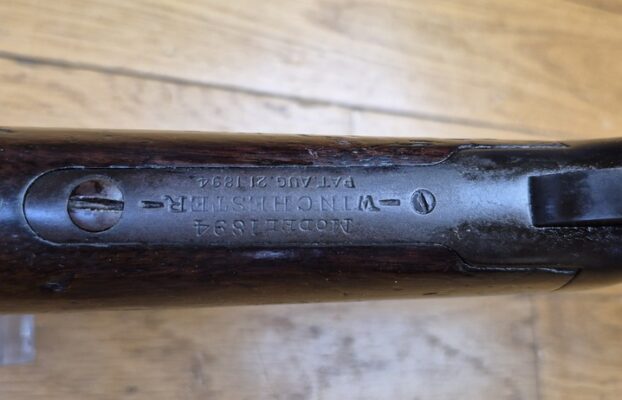 MODEL 1894
-WINCHESTER-
PAT. AUG. 21. 1894.